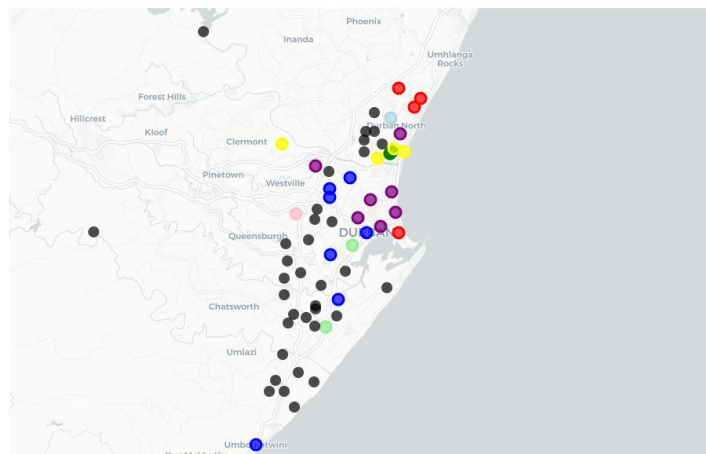 Phoenix
Inanda
Umhlanga
Rocks
Forest Hills
Hillcrest
Durban North
Kloof
Clermont
Pinetown
Westville
Queensburgh
Chatsworth
Umlazi